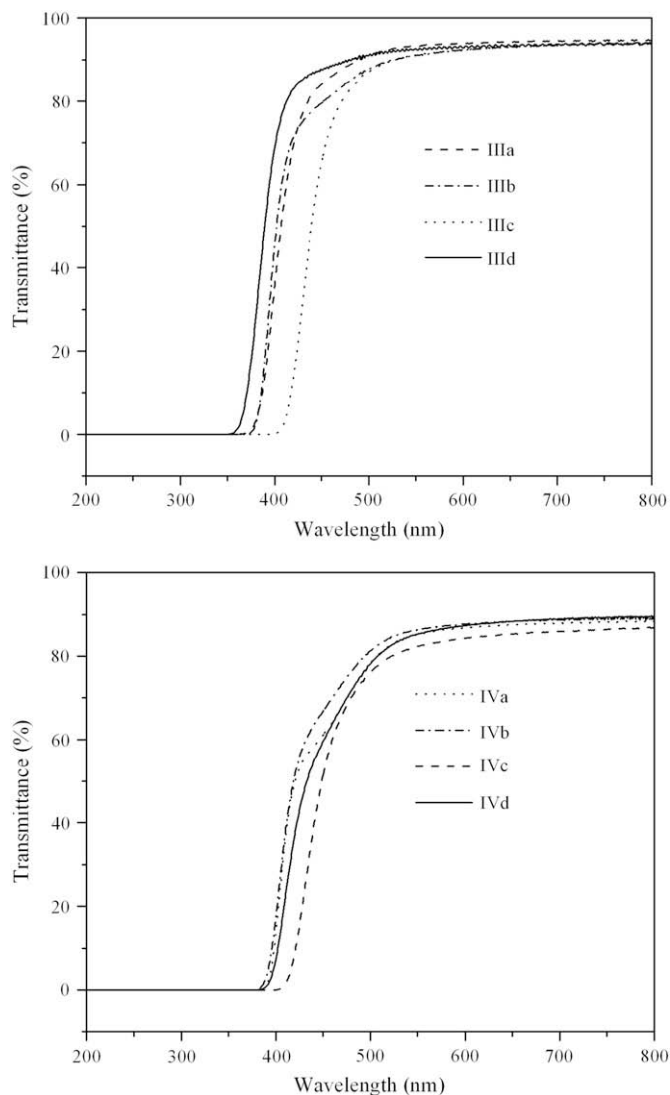 100
80
60
40
20
0
Transmittance (%)
IIIa
IIIb
IIIc
IIId
200 300 400 500 600 700 800
Wavelength (nm)
100
80
60
40
20
0
Transmittance (%)
IVa
IVb
IVc
IVd
200 300 400 500 600 700 800
Wavelength (nm)